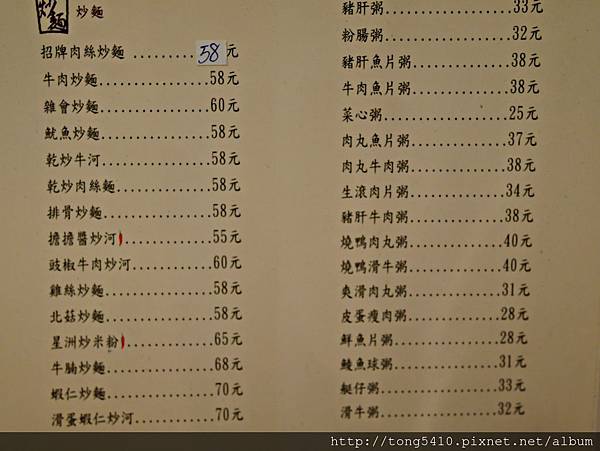 炒麵
炒麵
招牌肉絲炒麵.........58元
牛肉炒麵...............58元
雜會炒麵...............60元
魷魚炒麵...............58元
乾炒牛河...............58元
乾炒肉絲麵.............58元
排骨炒麵...............58元
擔擔醬炒河............55元
豉椒牛肉炒河...........60元
雞絲炒麵...............58元
北菇炒麵...............58元
星洲炒米粉............65元
牛腩炒麵...............68元
蝦仁炒麵...............70元
滑蛋蝦仁炒河...........70元
豬肝粥..................33元
粉腸粥..................32元
豬肝魚片粥.............38元
牛肉魚片粥.............38元
菜心粥..................25元
肉丸魚片粥.............37元
肉丸牛肉粥.............38元
生滾肉片粥.............34元
豬肝牛肉粥.............38元
燒鴨肉丸粥.............40元
燒鴨滑牛粥.............40元
爽滑肉丸粥.............31元
皮蛋瘦肉粥.............28元
鮮魚片粥...............28元
鯪魚球粥...............31元
艇仔粥..................33元
滑牛粥..................32元
http://tong5410.pixnet.net/album